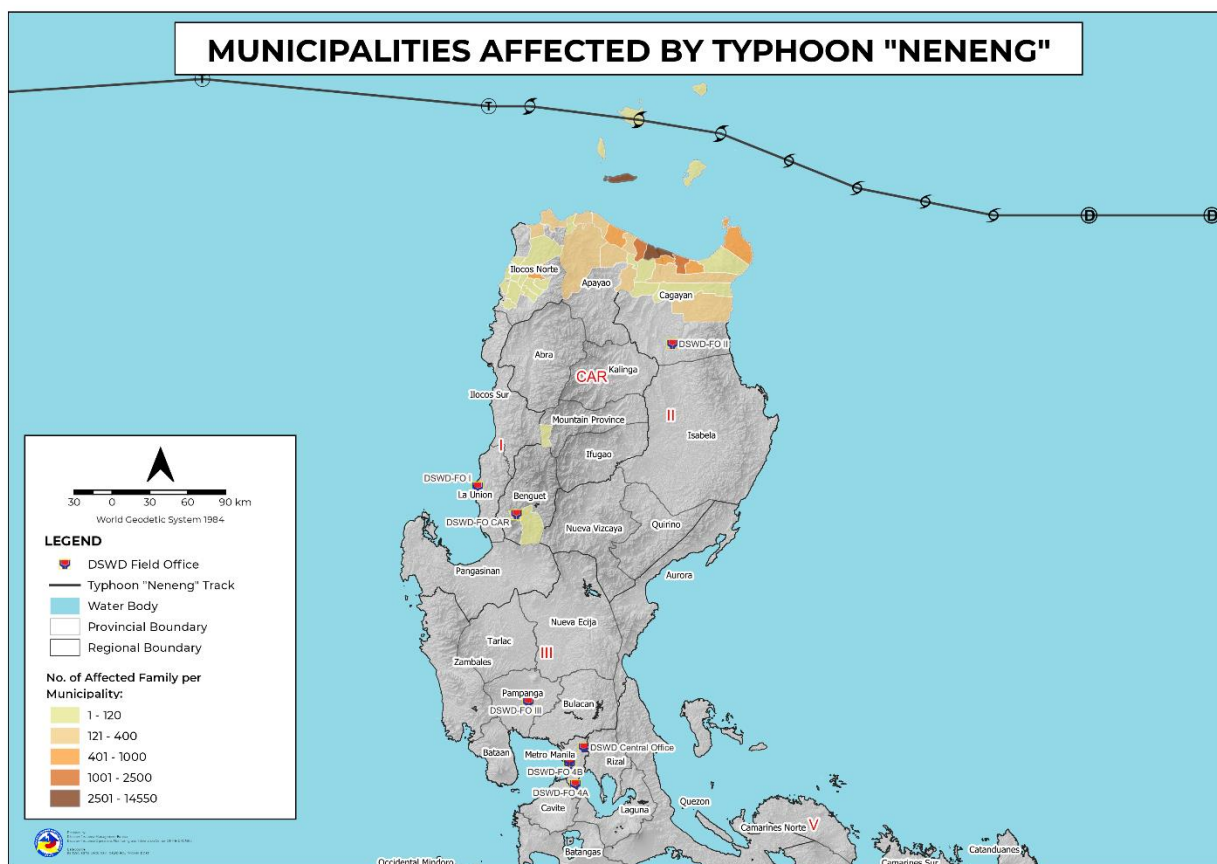 MUNICIPALITIES AFFECTED BY TYPHOON "NENENG"
T
T
D
D
Ilocos Norte
Apayao
Cagayan
DSWD-FO II
Abra
Kalinga
CAR
Ilocos Sur
II
Mountain Province
Isabela
I
Ifugao
DSWD-FO I
La Union
Benguet
DSWD-FO CAR
Nueva Vizcaya
Quirino
Pangasinan
Aurora
Nueva Ecija
Tarlac
III
Zambales
Pampanga
DSWD-FO III
Bulacan
Bataan
Metro Manila
DSWD Central Office
DSWD-FO 4B
Rizal
DSWD-FO 4A
Cavite
Laguna
Quezon
Camarines Norte
V
Batangas
Occidental Mindoro
Camarines Sur
Catanduanes
30 0 30 60 90 km
World Geodetic System 1984
LEGEND
DSWD Field Office
Typhoon "Neneng" Track
Water Body
Provincial Boundary
Regional Boundary
No. of Affected Family per
Municipality:
1 - 120
121 - 400
401 - 1000
1001 - 2500
2501 - 14550